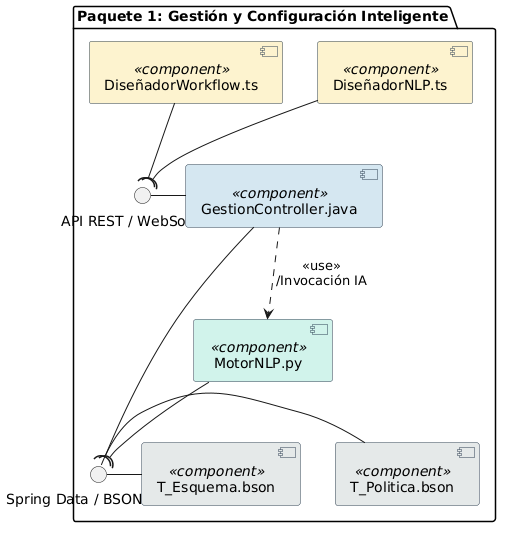 Paquete 1: Gestión y Configuración Inteligente
«component»
DiseñadorWorkflow.ts
«component»
DiseñadorNLP.ts
API REST / WebSo
«component»
GestionController.java
«use»
/Invocación IA
«component»
MotorNLP.py
Spring Data / BSON
«component»
T_Esquema.bson
«component»
T_Politica.bson